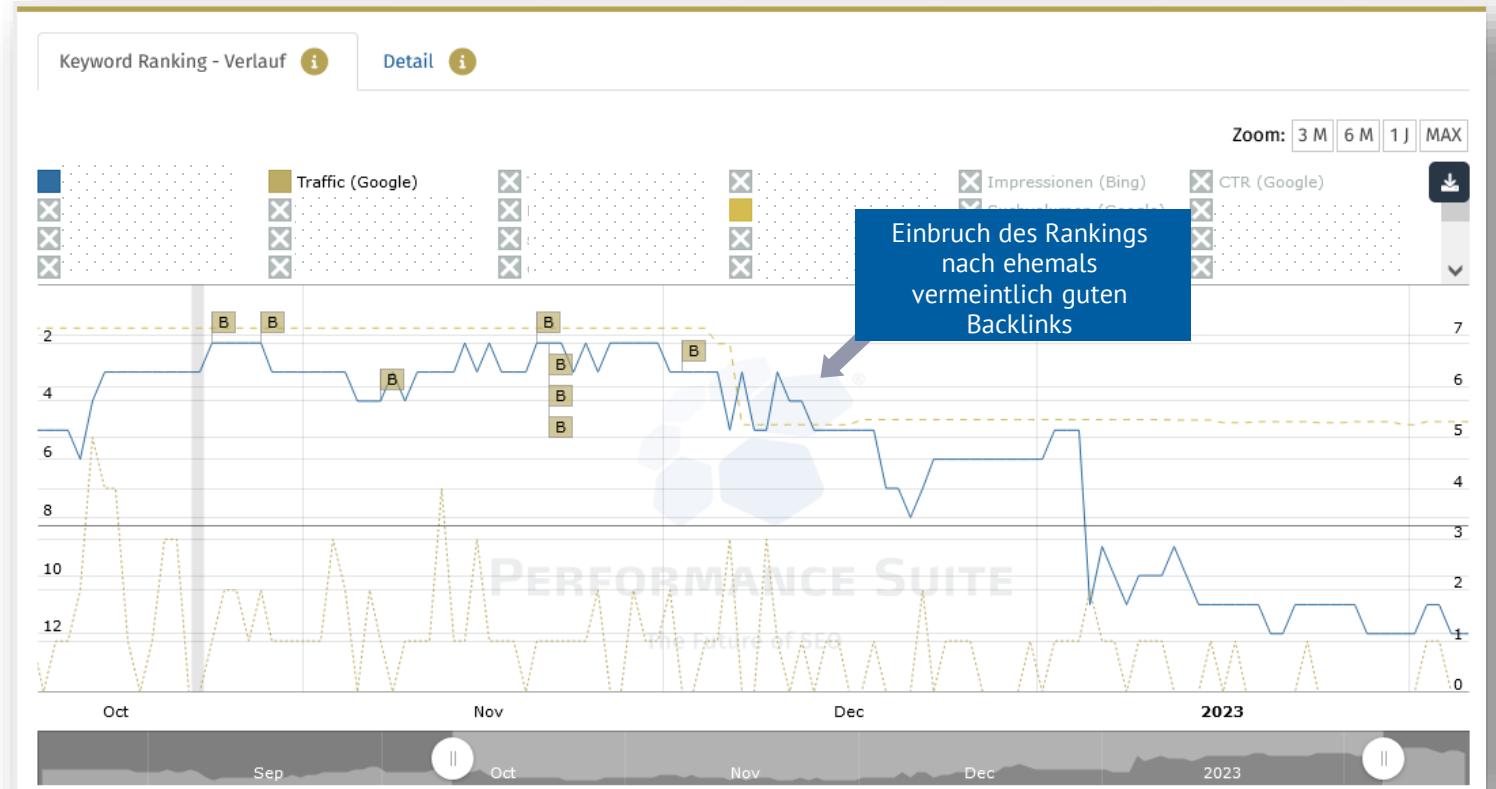 Keyword Ranking - Verlauf i Detail i
Zoom: 3 M 6 M 1 J MAX
Traffic (Google) Impressionen (Bing) CTR (Google)
Suchvolumen (Google)
Einbruch des Rankings
nach ehemals
vermeintlich guten
Backlinks
B B B
2 7
B
B
B
4 6
B
B
5
6
4
8
3
PERFORMANCE SUITE
®
10
2
The Future of SEO
12 1
0
Oct Nov Dec 2023
Sep Oct Nov Dec 2023